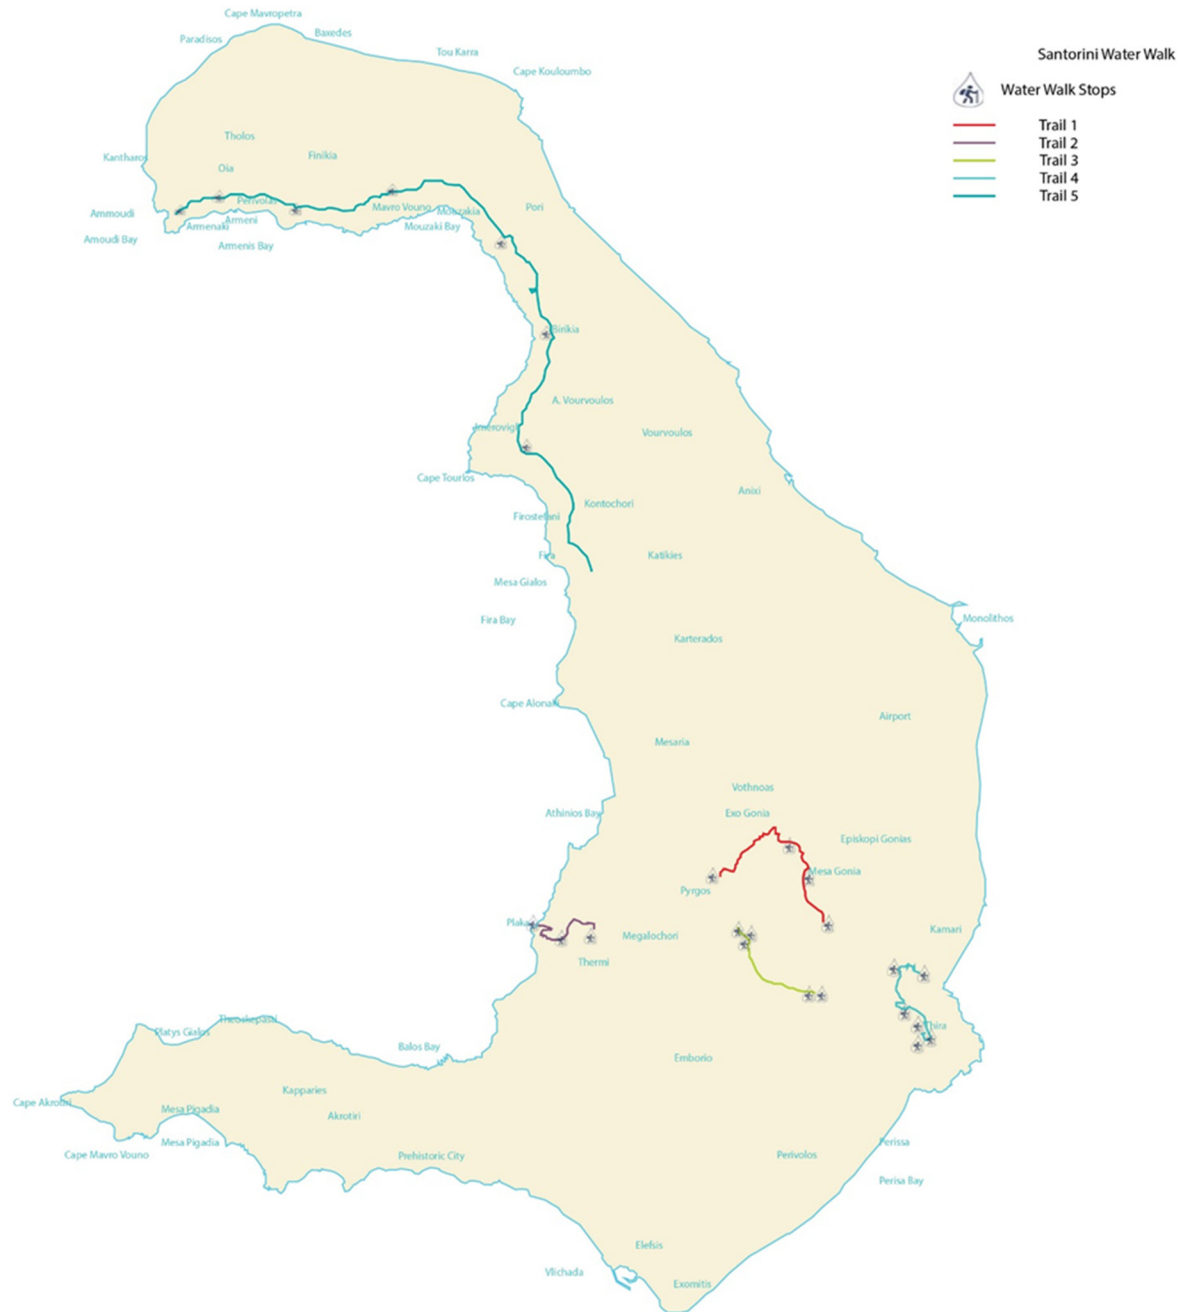 Cape Mavropetra
Baxedes
Paradisos
Tou Karra
Cape Kouloumbo
Santorini Water Walk
Water Walk Stops
Trail 1
Trail 2
Trail 3
Trail 4
Trail 5
Tholos
Finikia
Kantharos
Oia
Perivolas
Ammoudi
Armeni
Armenaki
Mavro Vouno
Mouzakia
Pori
Amoudi Bay
Armenis Bay
Mouzaki Bay
Birikia
A. Vourvoulos
Imerovigli
Vourvoulos
Cape Tourlos
Anixi
Kontochori
Firostefani
Fira
Katikies
Mesa Gialos
Fira Bay
Monolithos
Karterados
Cape Alonaki
Airport
Mesaria
Vothnoas
Athinios Bay
Exo Gonia
Episkopi Gonias
Mesa Gonia
Pyrgos
Plaka
Megalochori
Kamari
Thermi
Theoskepasti
Platys Gialos
Thira
Balos Bay
Emborio
Kapparies
Cape Akrotiri
Mesa Pigadia
Akrotiri
Mesa Pigadia
Perissa
Cape Mavro Vouno
Prehistoric City
Perivolos
Perisa Bay
Elefsis
Vlichada
Exomitis